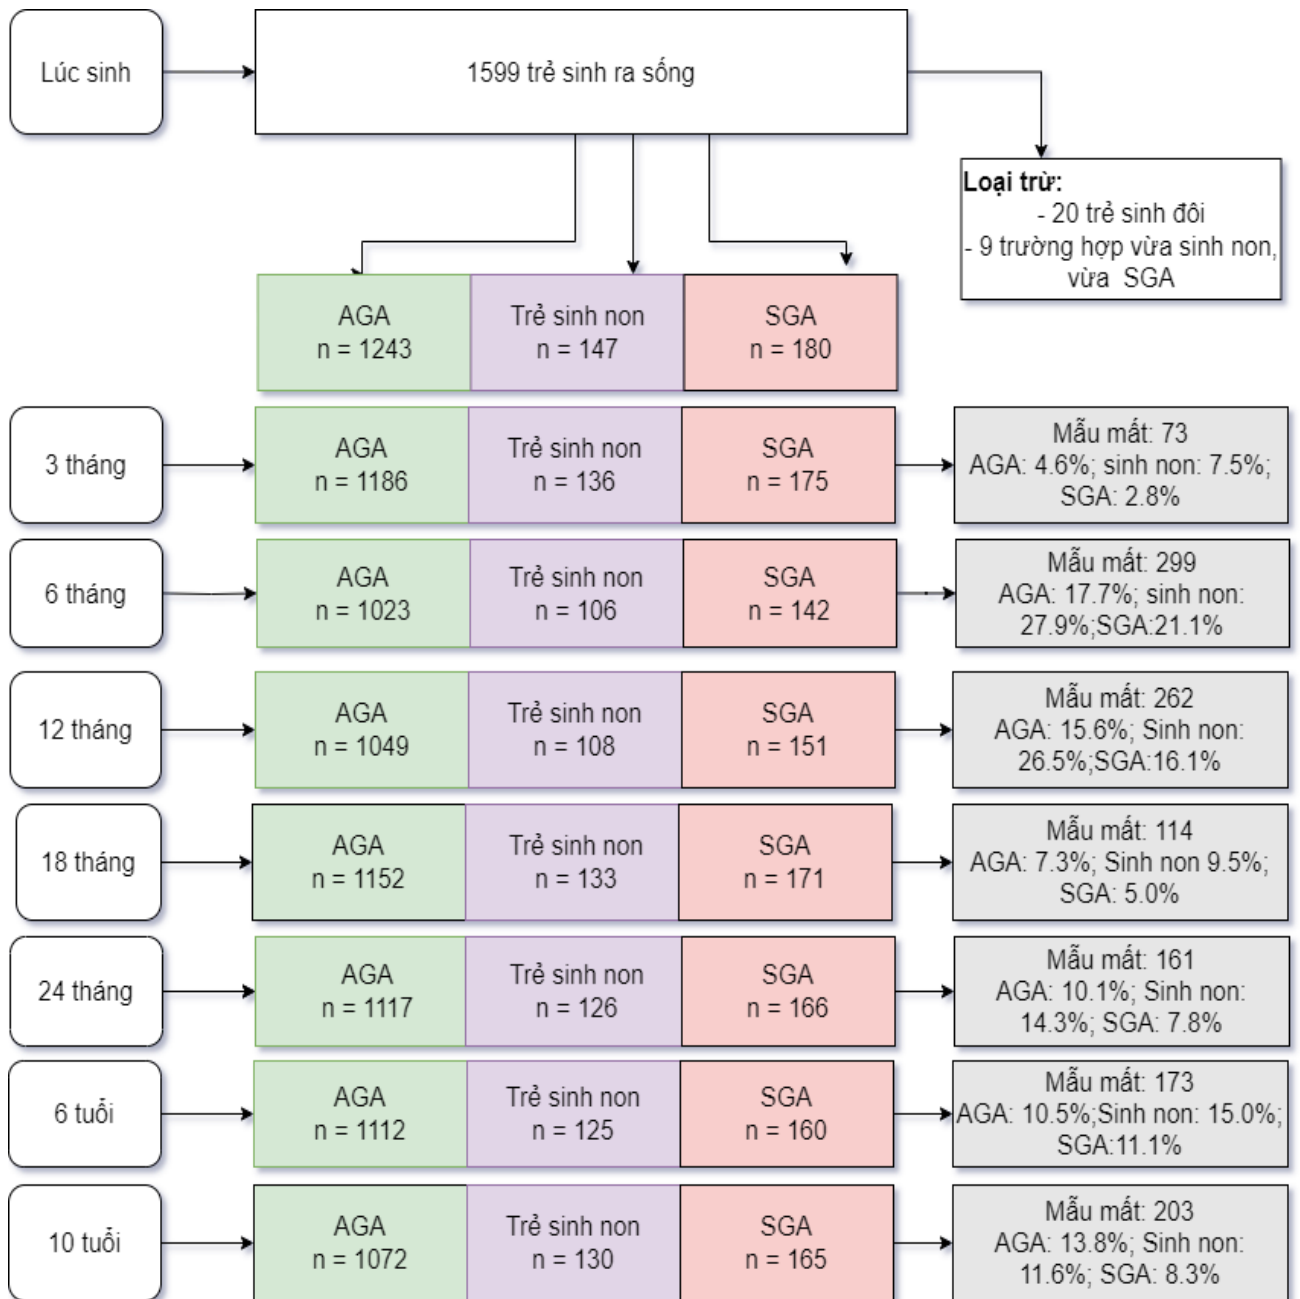 Lúc sinh
1599 trẻ sinh ra sống
Loại trừ:
- 20 trẻ sinh đôi
- 9 trường hợp vừa sinh non,
vừa SGA
AGA
n = 1243
Trẻ sinh non
n = 147
SGA
n = 180
3 tháng
AGA
n = 1186
Trẻ sinh non
n = 136
SGA
n = 175
Mẫu mất: 73
AGA: 4.6%; sinh non: 7.5%;
SGA: 2.8%
6 tháng
AGA
n = 1023
Trẻ sinh non
n = 106
SGA
n = 142
Mẫu mất: 299
AGA: 17.7%; sinh non:
27.9%;SGA:21.1%
12 tháng
AGA
n = 1049
Trẻ sinh non
n = 108
SGA
n = 151
Mẫu mất: 262
AGA: 15.6%; Sinh non:
26.5%;SGA:16.1%
18 tháng
AGA
n = 1152
Trẻ sinh non
n = 133
SGA
n = 171
Mẫu mất: 114
AGA: 7.3%; Sinh non 9.5%;
SGA: 5.0%
24 tháng
AGA
n = 1117
Trẻ sinh non
n = 126
SGA
n = 166
Mẫu mất: 161
AGA: 10.1%; Sinh non:
14.3%; SGA: 7.8%
6 tuổi
AGA
n = 1112
Trẻ sinh non
n = 125
SGA
n = 160
Mẫu mất: 173
AGA: 10.5%;Sinh non: 15.0%;
SGA:11.1%
10 tuổi
AGA
n = 1072
Trẻ sinh non
n = 130
SGA
n = 165
Mẫu mất: 203
AGA: 13.8%; Sinh non:
11.6%; SGA: 8.3%